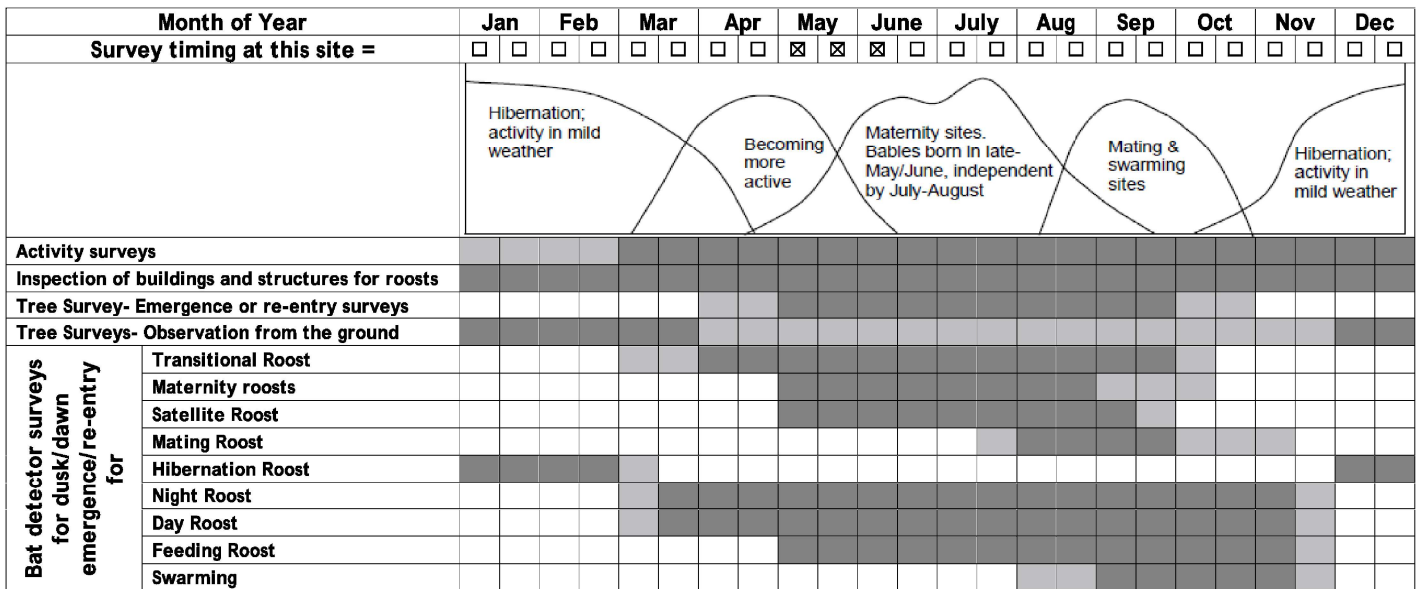 Month of Year Jan Feb Mar Apr May June July Aug Sep Oct Nov Dec
Survey timing at this site = ☐ ☐ ☐ ☐ ☐ ☐ ☐ ☐ ☒ ☒ ☒ ☐ ☐ ☐ ☐ ☐ ☐ ☐ ☐ ☐ ☐ ☐ ☐ ☐
Hibernation;
activity in mild
weather
Becoming
more
active
Maternity sites.
Babies born in late-
May/June, independent
by July-August
Mating &
swarming
sites
Hibernation;
activity in
mild weather
Activity surveys
Inspection of buildings and structures for roosts
Tree Survey- Emergence or re-entry surveys
Tree Surveys- Observation from the ground
Bat detector surveys
for dusk/dawn
emergence/re-entry
for
Transitional Roost
Maternity roosts
Satellite Roost
Mating Roost
Hibernation Roost
Night Roost
Day Roost
Feeding Roost
Swarming